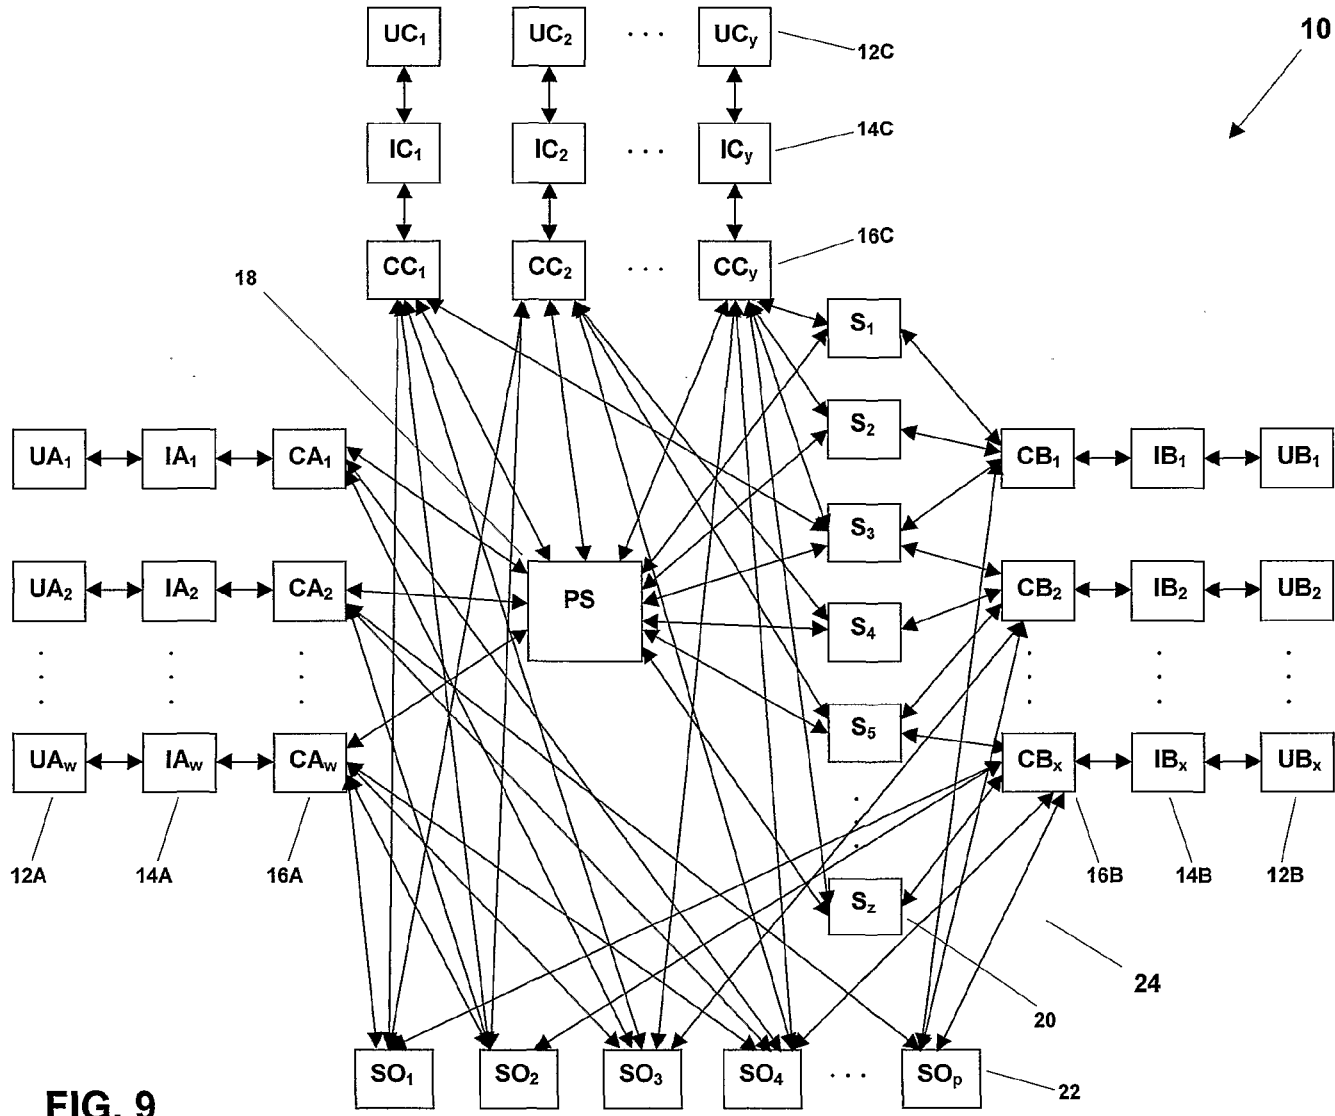 UC1 UC2 · · · UCy
12C
10
IC1 IC2 · · · ICy
14C
CC1 CC2 · · · CCy
16C
18
S1
S2
UA1 IA1 CA1
CB1 IB1 UB1
S3
UA2 IA2 CA2
PS
CB2 IB2 UB2
S4
S5
UAw IAw CAw
CBx IBx UBx
12A 14A 16A
16B 14B 12B
Sz
24
20
SO1 SO2 SO3 SO4 · · · SOp
22
FIG. 9